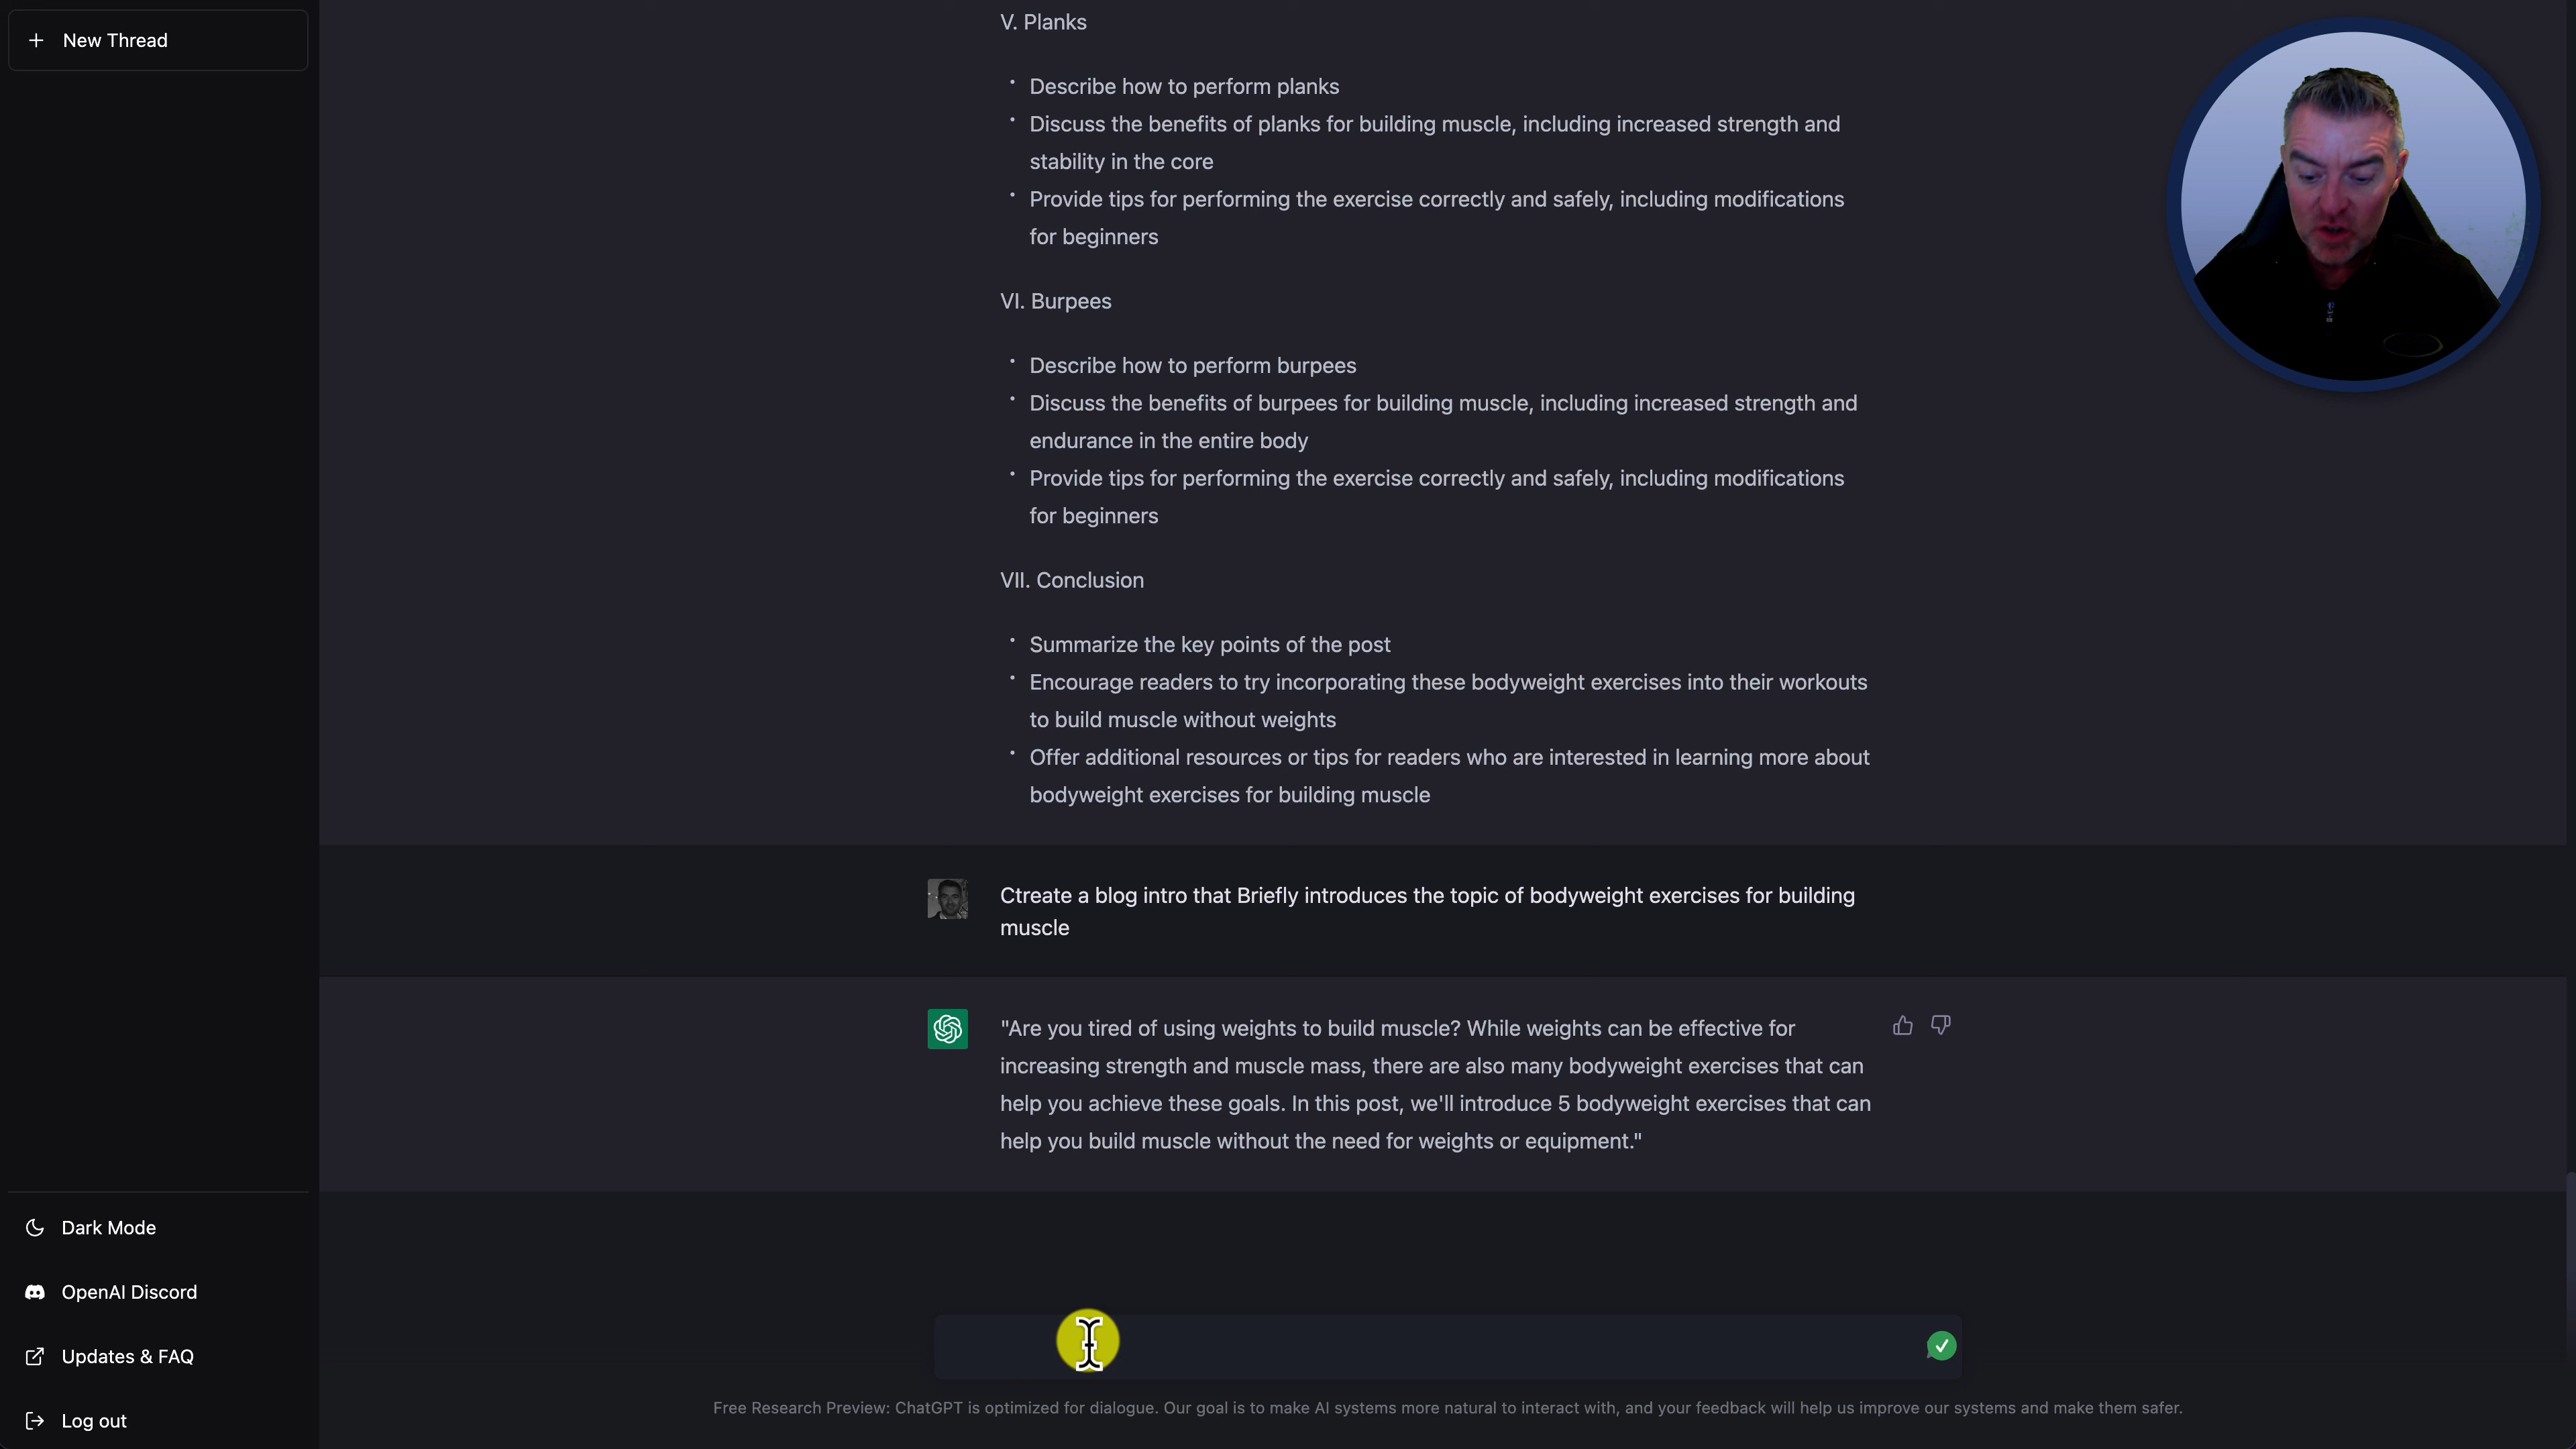 New Thread
V. Planks
Describe how to perform planks
Discuss the benefits of planks for building muscle, including increased strength and
stability in the core
Provide tips for performing the exercise correctly and safely, including modifications
for beginners
VI. Burpees
Describe how to perform burpees
Discuss the benefits of burpees for building muscle, including increased strength and
endurance in the entire body
Provide tips for performing the exercise correctly and safely, including modifications
for beginners
VII. Conclusion
Summarize the key points of the post
Encourage readers to try incorporating these bodyweight exercises into their workouts
to build muscle without weights
Offer additional resources or tips for readers who are interested in learning more about
bodyweight exercises for building muscle
Ctreate a blog intro that Briefly introduces the topic of bodyweight exercises for building
muscle
"Are you tired of using weights to build muscle? While weights can be effective for
increasing strength and muscle mass, there are also many bodyweight exercises that can
help you achieve these goals. In this post, we'll introduce 5 bodyweight exercises that can
help you build muscle without the need for weights or equipment."
Dark Mode
OpenAI Discord
Updates & FAQ
Log out
Free Research Preview: ChatGPT is optimized for dialogue. Our goal is to make AI systems more natural to interact with, and your feedback will help us improve our systems and make them safer.